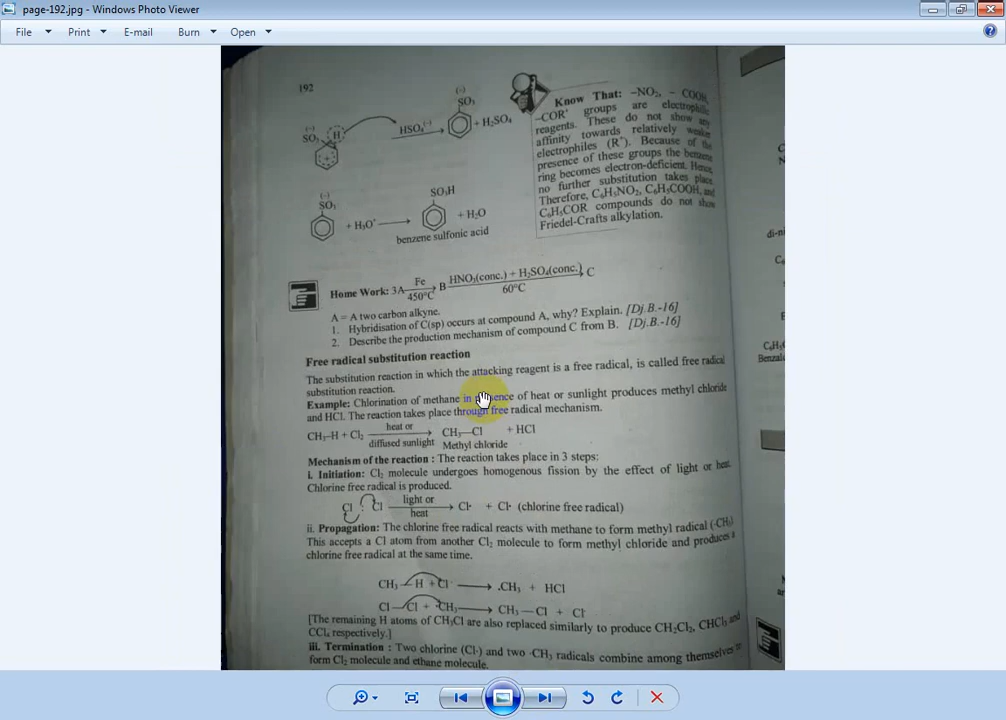 page-192.jpg - Windows Photo Viewer
File Print E-mail Burn Open
192
SO₃(-) H HSO₄(-) (-) SO₃ + H₂SO₄
Know That: –NO₂, – COOH,
–COR groups are electrophilic
reagents. These do not show any
affinity towards relatively weaker
electrophiles (R⁺). Because of the
presence of these groups the benzene
ring becomes electron-deficient. Hence
no further substitution takes place.
Therefore, C₆H₅NO₂, C₆H₅COOH, and
C₆H₅COR compounds do not show
Friedel-Crafts alkylation.
(-) SO₃ + H₃O⁺ SO₃H + H₂O
benzene sulfonic acid
Home Work: 3A Fe 450°C B HNO₃(conc.) + H₂SO₄(conc.) 60°C C
A = A two carbon alkyne.
1. Hybridisation of C(sp) occurs at compound A, why? Explain. [Dj.B.-16]
2. Describe the production mechanism of compound C from B. [Dj.B.-16]
Free radical substitution reaction
The substitution reaction in which the attacking reagent is a free radical, is called free radical
substitution reaction.
Example: Chlorination of methane in presence of heat or sunlight produces methyl chloride
and HCl. The reaction takes place through free radical mechanism.
CH₃–H + Cl₂ heat or diffused sunlight CH₃–Cl + HCl
Methyl chloride
Mechanism of the reaction : The reaction takes place in 3 steps:
i. Initiation: Cl₂ molecule undergoes homogenous fission by the effect of light or heat.
Chlorine free radical is produced.
Cl : Cl light or heat Cl· + Cl· (chlorine free radical)
ii. Propagation: The chlorine free radical reacts with methane to form methyl radical (·CH₃)
This accepts a Cl atom from another Cl₂ molecule to form methyl chloride and produces a
chlorine free radical at the same time.
CH₃–H + Cl· .CH₃ + HCl
Cl–Cl + ·CH₃ CH₃–Cl + Cl·
[The remaining H atoms of CH₃Cl are also replaced similarly to produce CH₂Cl₂, CHCl₃ and
CCl₄ respectively.]
iii. Termination : Two chlorine (Cl·) and two ·CH₃ radicals combine among themselves
form Cl₂ molecule and ethane molecule.
di-ni